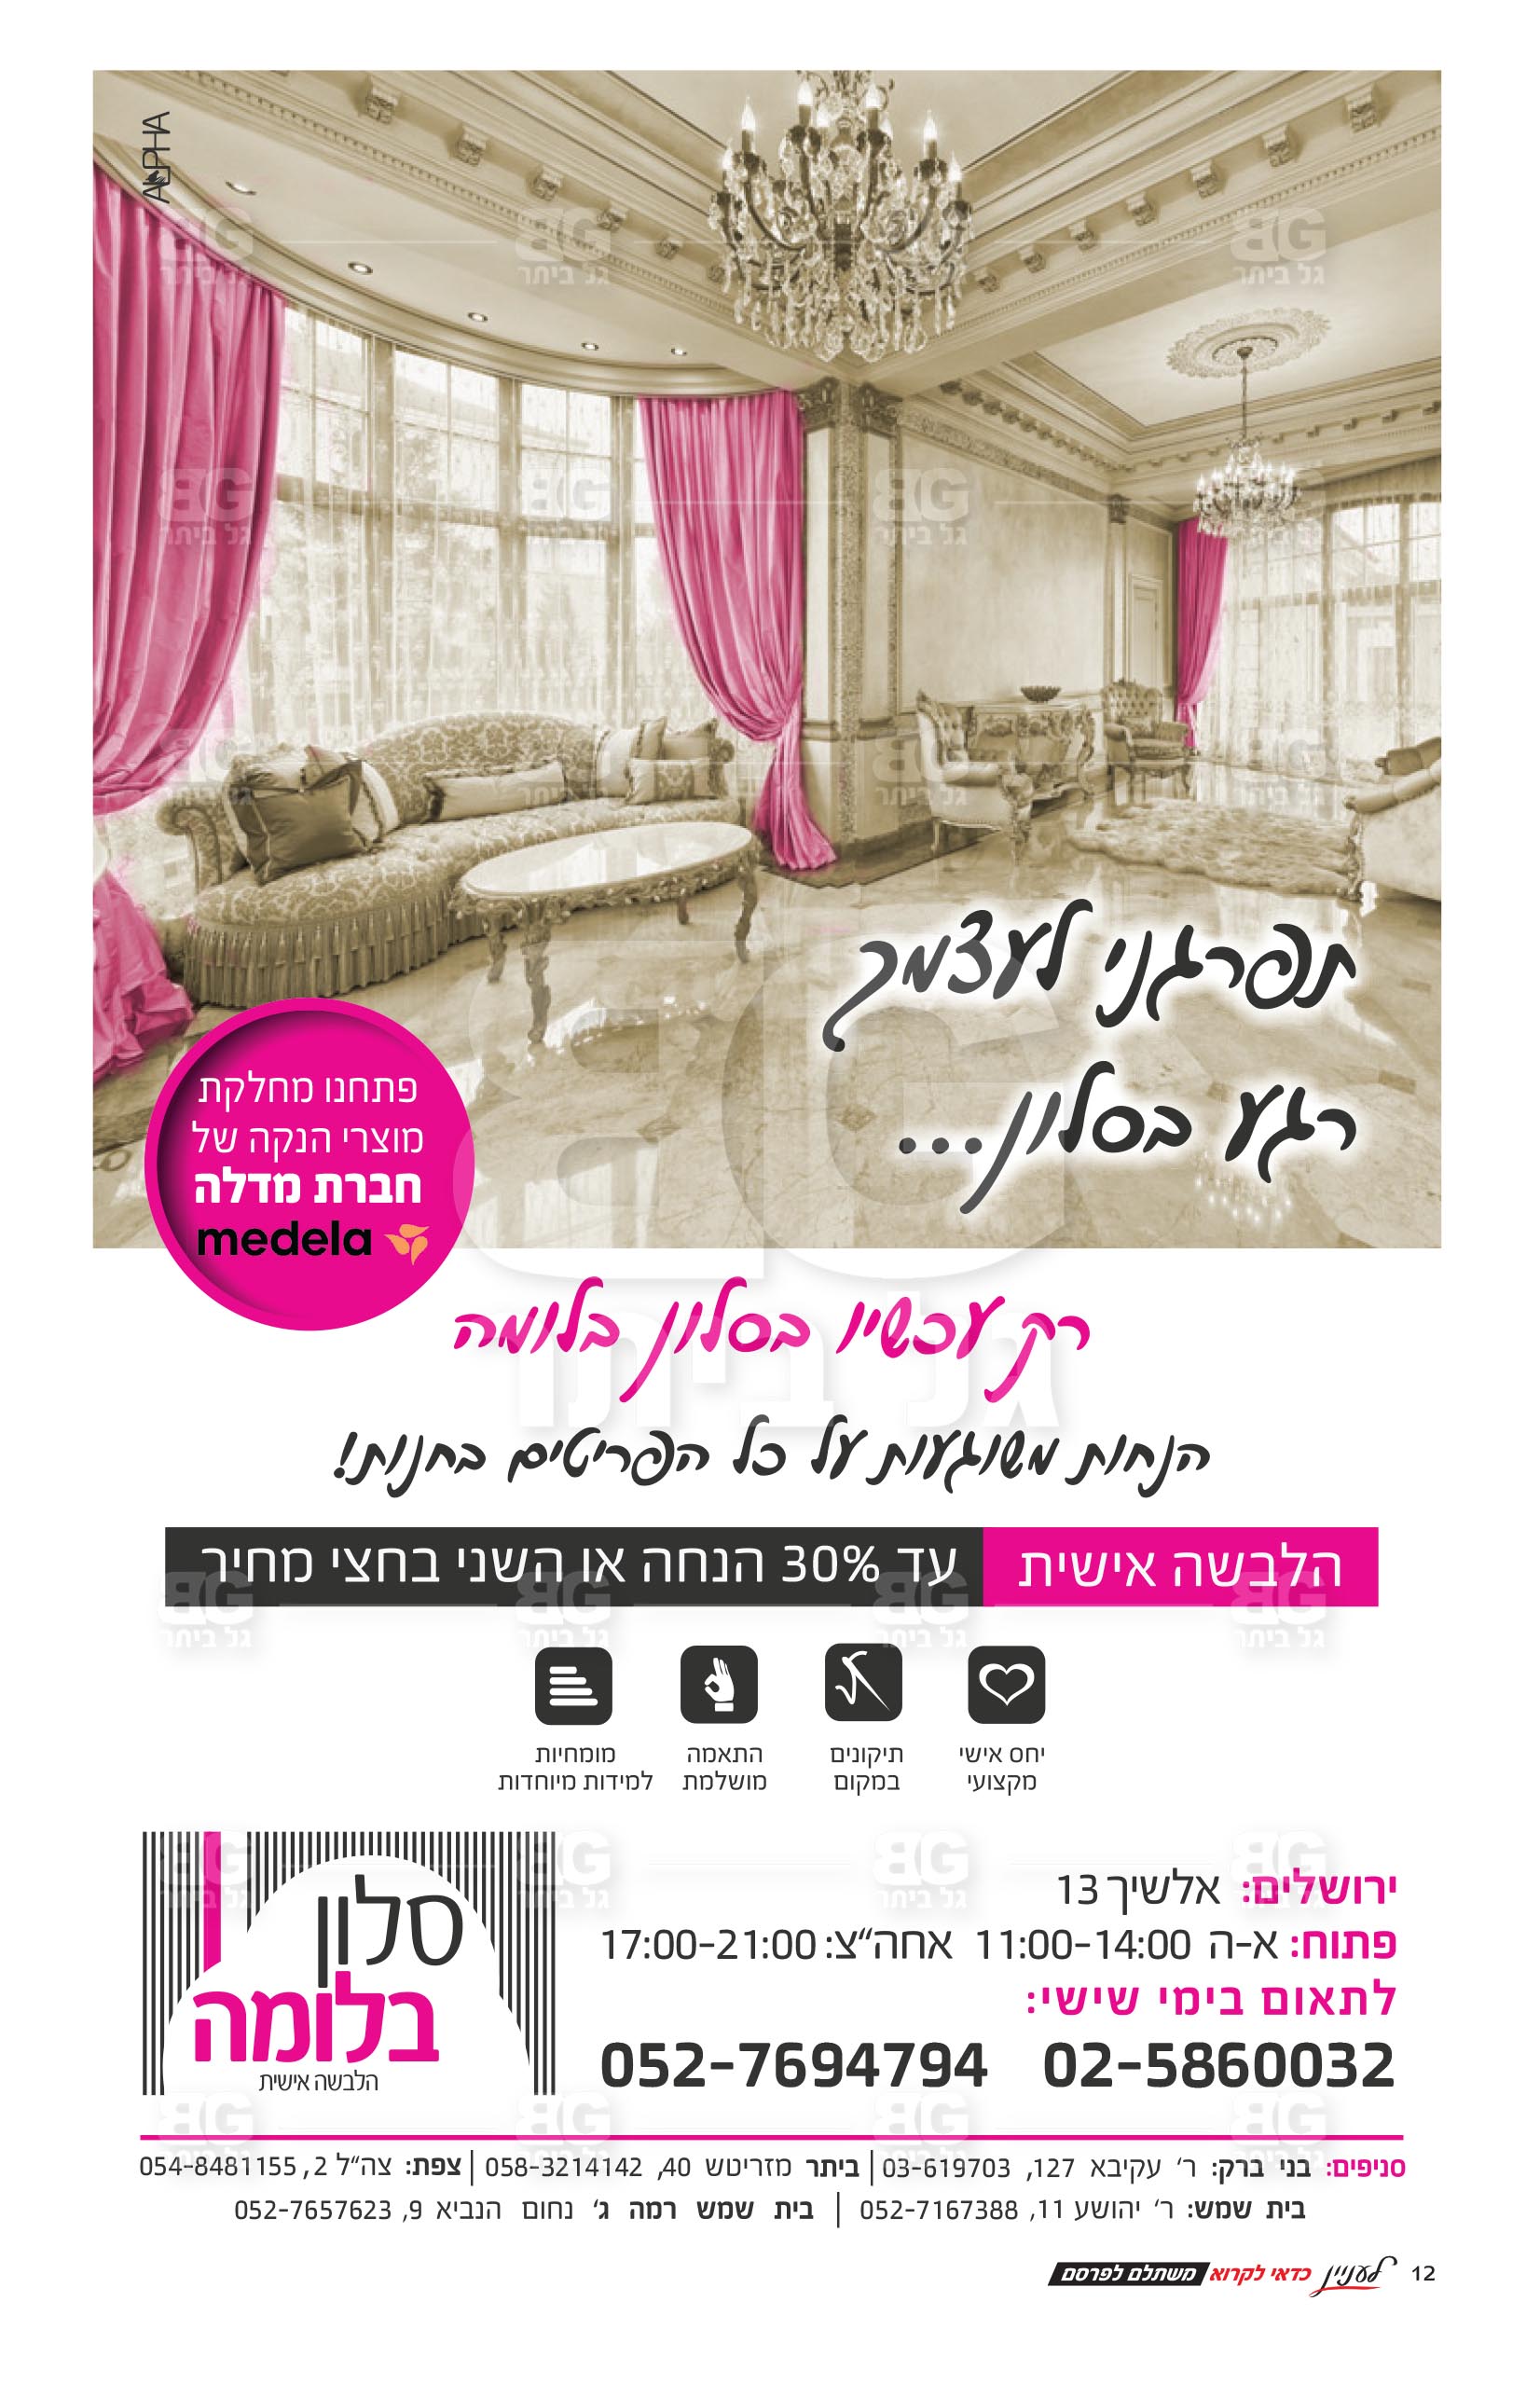 ALPHA
תפרגני לעצמך
רגע בסלון...
פתחנו מחלקת
מוצרי הנקה של
חברת מדלה
medela
רק עכשיו בסלון בלומה
הנחות משוגעות על כל הפריטים בחנות!
הלבשה אישית עד 30% הנחה או השני בחצי מחיר
יחס אישי
מקצועי
תיקונים
במקום
התאמה
מושלמת
מומחיות
למידות מיוחדות
ירושלים: אלשיך 13
פתוח: א-ה 11:00-14:00 אחה"צ: 17:00-21:00
לתאום בימי שישי:
02-5860032 052-7694794
סלון
בלומה
הלבשה אישית
סניפים: בני ברק: ר' עקיבא 127, 03-619703 | ביתר מזריטש 40, 058-3214142 | צפת: צה"ל 2, 054-8481155
בית שמש: ר' יהושע 11, 052-7167388 | בית שמש רמה ג' נחום הנביא 9, 052-7657623
12 לעניין כדאי לקרוא משתלם לפרסם
BG
גל ביתר